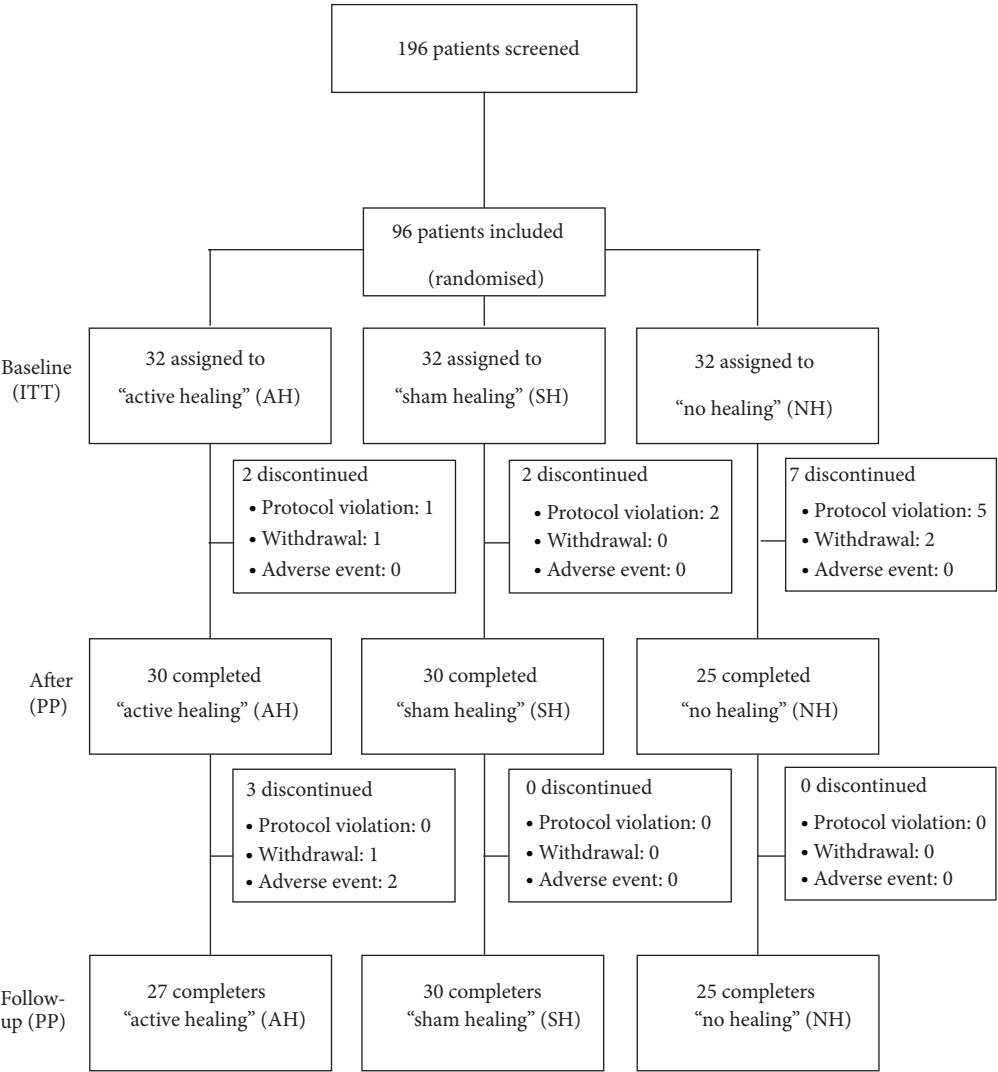 196 patients screened
96 patients included
(randomised)
Baseline
(ITT)
32 assigned to
“active healing” (AH)
32 assigned to
“sham healing” (SH)
32 assigned to
“no healing” (NH)
2 discontinued
• Protocol violation: 1
• Withdrawal: 1
• Adverse event: 0
2 discontinued
• Protocol violation: 2
• Withdrawal: 0
• Adverse event: 0
7 discontinued
• Protocol violation: 5
• Withdrawal: 2
• Adverse event: 0
After
(PP)
30 completed
“active healing” (AH)
30 completed
“sham healing” (SH)
25 completed
“no healing” (NH)
3 discontinued
• Protocol violation: 0
• Withdrawal: 1
• Adverse event: 2
0 discontinued
• Protocol violation: 0
• Withdrawal: 0
• Adverse event: 0
0 discontinued
• Protocol violation: 0
• Withdrawal: 0
• Adverse event: 0
Follow-
up (PP)
27 completers
“active healing” (AH)
30 completers
“sham healing” (SH)
25 completers
“no healing” (NH)